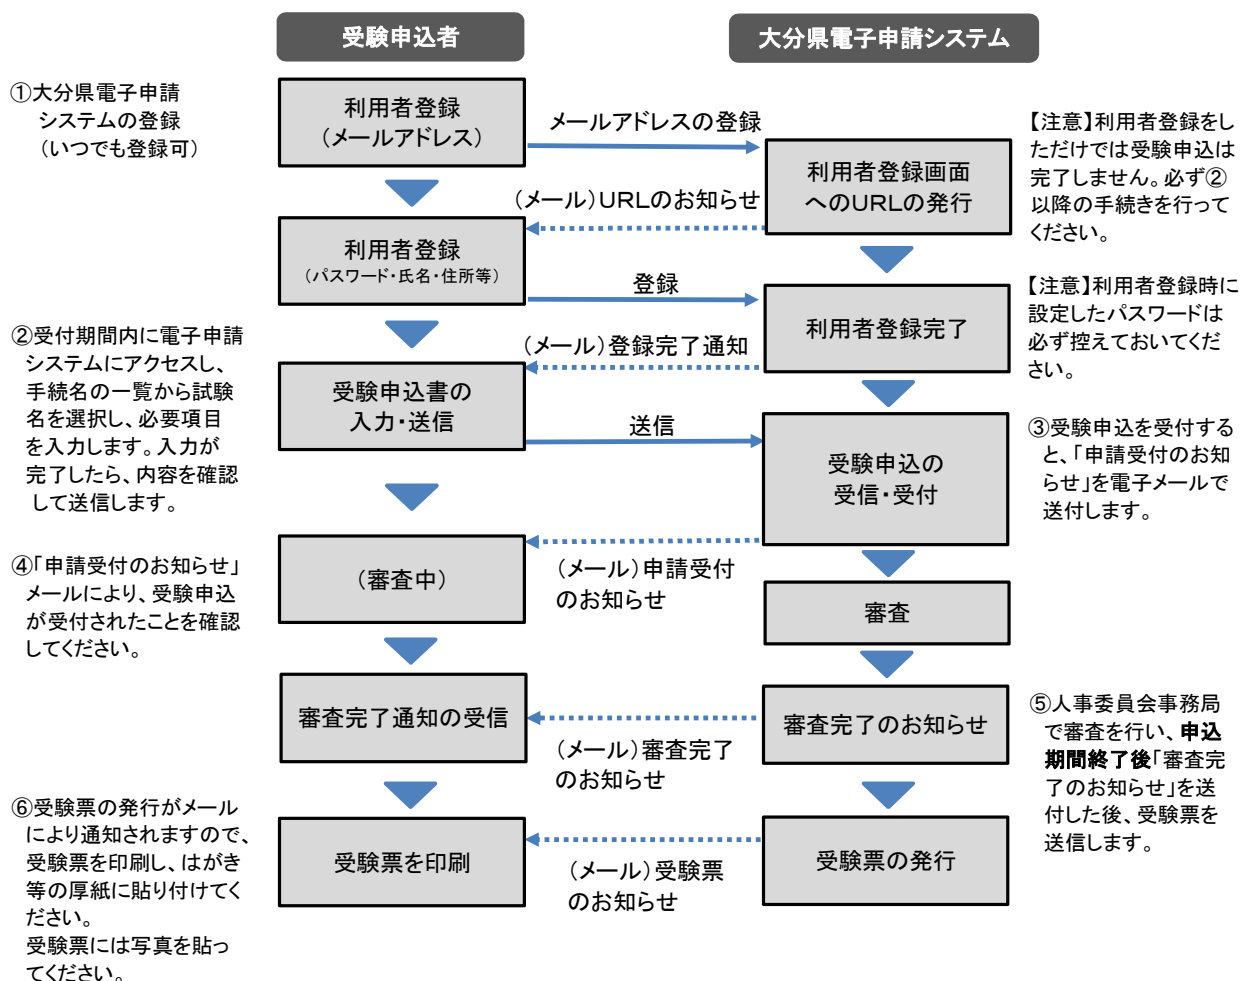 受験申込者
大分県電子申請システム
①大分県電子申請
システムの登録
(いつでも登録可)
利用者登録
(メールアドレス)
メールアドレスの登録
利用者登録画面
へのURLの発行
【注意】利用者登録をし
ただけでは受験申込は
完了しません。必ず②
以降の手続きを行って
ください。
(メール)URLのお知らせ
利用者登録
(パスワード・氏名・住所等)
登録
利用者登録完了
【注意】利用者登録時に
設定したパスワードは
必ず控えておいてくだ
さい。
②受付期間内に電子申請
システムにアクセスし、
手続名の一覧から試験
名を選択し、必要項目
を入力します。入力が
完了したら、内容を確認
して送信します。
(メール)登録完了通知
受験申込書の
入力・送信
送信
受験申込の
受信・受付
③受験申込を受付する
と、「申請受付のお知
らせ」を電子メールで
送付します。
④「申請受付のお知らせ」
メールにより、受験申込
が受付されたことを確認
してください。
(審査中)
(メール)申請受付
のお知らせ
審査
審査完了通知の受信
(メール)審査完了
のお知らせ
審査完了のお知らせ
⑤人事委員会事務局
で審査を行い、申込
期間終了後「審査完
了のお知らせ」を送
付した後、受験票を
送信します。
⑥受験票の発行がメール
により通知されますので、
受験票を印刷し、はがき
等の厚紙に貼り付けてく
ださい。
受験票には写真を貼っ
てください。
受験票を印刷
(メール)受験票
のお知らせ
受験票の発行